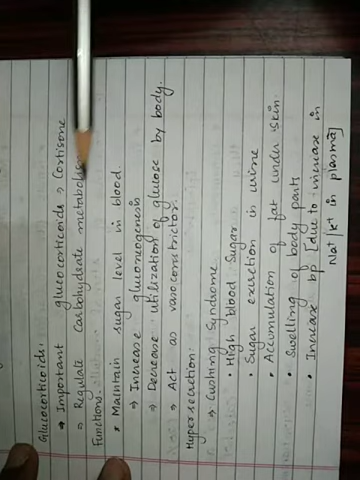 Glucocorticoids:
→ Important glucocorticoids → Cortisone
→ Regulate carbohydrate metabolism
Functions:
* Maintain sugar level in blood.
→ Increase gluconeogenesis
→ Decrease utilization of glucose by body.
→ Act as vasoconstrictor.
Hypersecretion:
→ Cushing Syndrome
• High blood Sugar
• Sugar excretion in urine
• Accumulation of fat under skin.
• Swelling of body parts
• Increase bp [due to increase in
Na+/K+ in plasma]